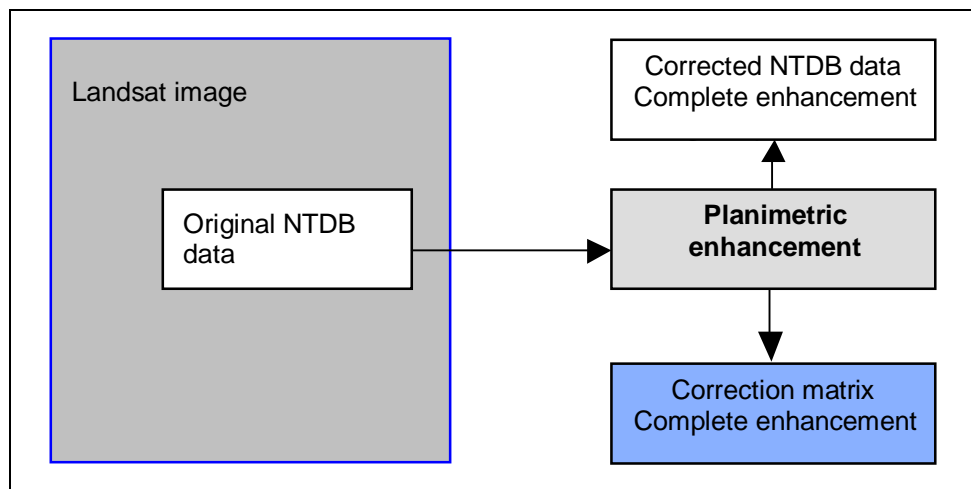 Landsat image
Original NTDB
data
Corrected NTDB data
Complete enhancement
Planimetric
enhancement
Correction matrix
Complete enhancement